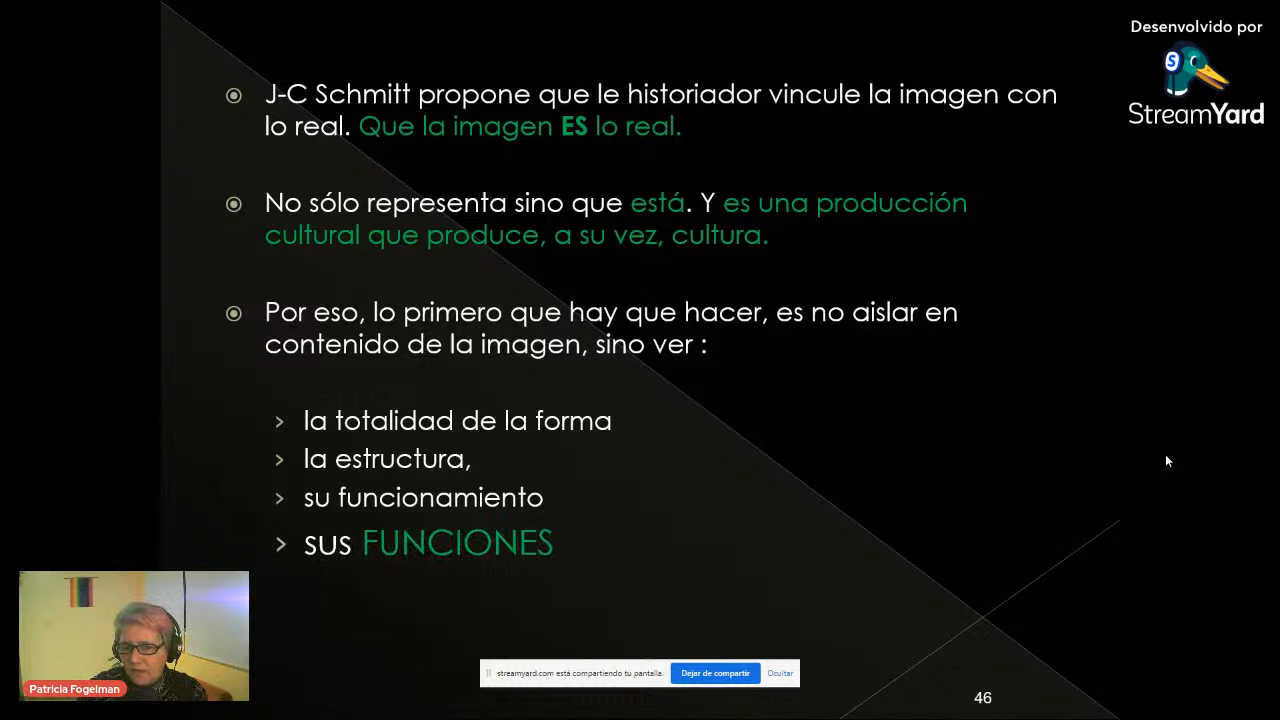 Desenvolvido por
StreamYard
J-C Schmitt propone que le historiador vincule la imagen con
lo real. Que la imagen ES lo real.
No sólo representa sino que está. Y es una producción
cultural que produce, a su vez, cultura.
Por eso, lo primero que hay que hacer, es no aislar en
contenido de la imagen, sino ver :
la totalidad de la forma
la estructura,
su funcionamiento
sus FUNCIONES
Patricia Fogelman
streamyard.com está compartiendo tu pantalla. Dejar de compartir Ocultar
46